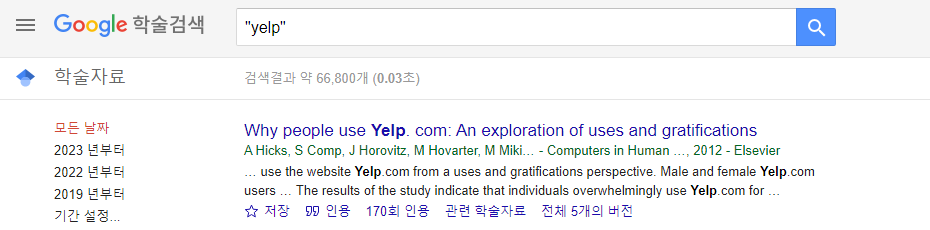 Google 학술검색
"yelp"
학술자료
검색결과 약 66,800개 (0.03초)
모든 날짜
2023 년부터
2022 년부터
2019 년부터
기간 설정...
Why people use Yelp. com: An exploration of uses and gratifications
A Hicks, S Comp, J Horovitz, M Hovarter, M Miki… - Computers in Human …, 2012 - Elsevier
… use the website Yelp.com from a uses and gratifications perspective. Male and female Yelp.com
users … The results of the study indicate that individuals overwhelmingly use Yelp.com for …
저장 인용 170회 인용 관련 학술자료 전체 5개의 버전